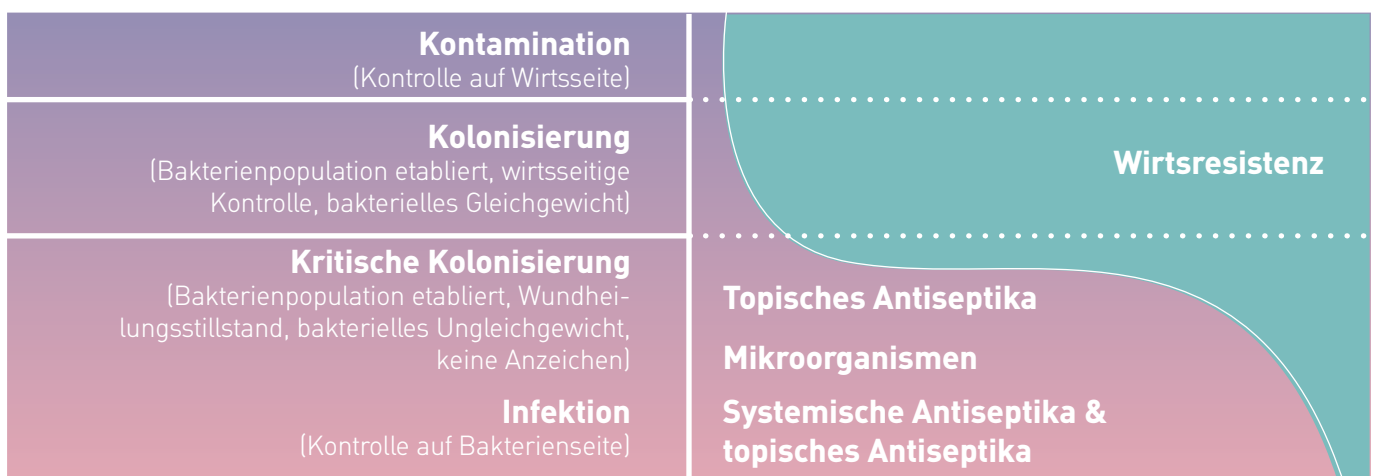 Kontamination
(Kontrolle auf Wirtsseite)
Kolonisierung
(Bakterienpopulation etabliert, wirtsseitige
Kontrolle, bakterielles Gleichgewicht)
Wirtsresistenz
Kritische Kolonisierung
(Bakterienpopulation etabliert, Wundhei-
lungsstillstand, bakterielles Ungleichgewicht,
keine Anzeichen)
Infektion
(Kontrolle auf Bakterienseite)
Topisches Antiseptika
Mikroorganismen
Systemische Antiseptika &
topisches Antiseptika